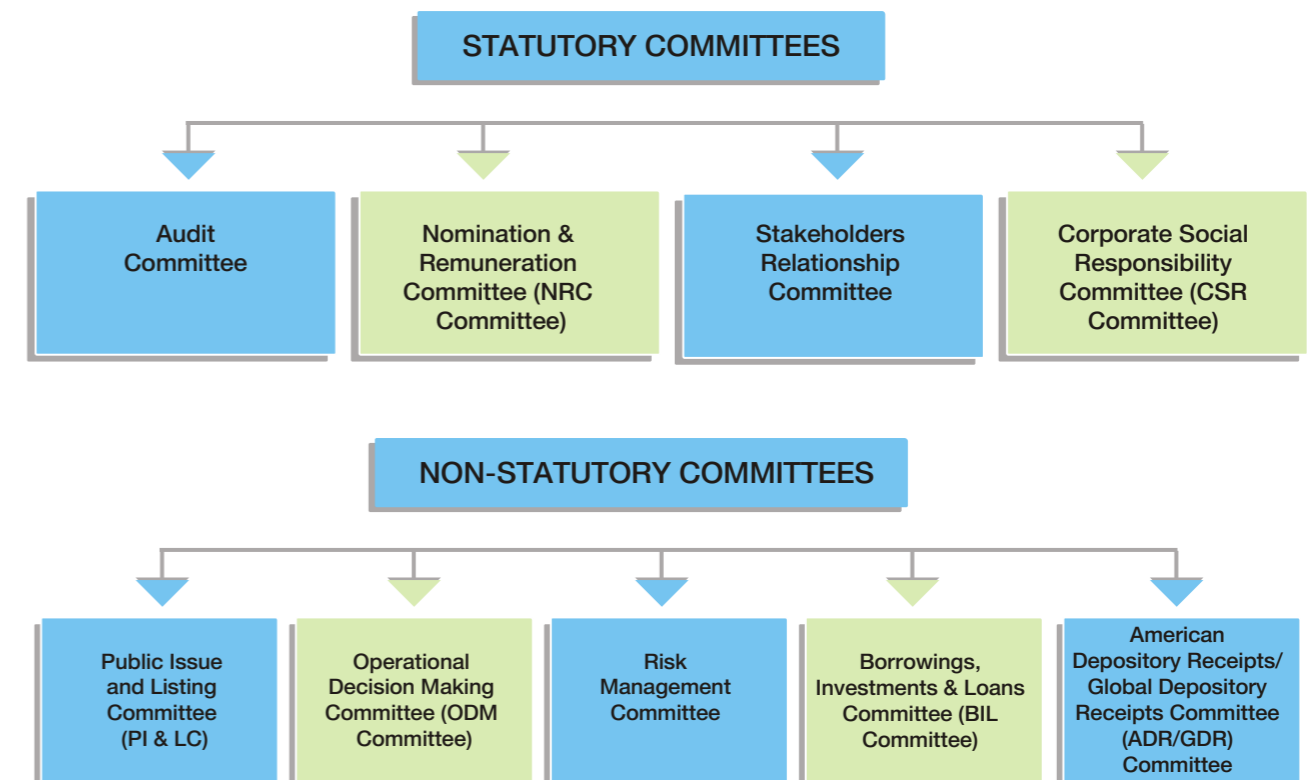 STATUTORY COMMITTEES
Audit
Committee
Nomination &
Remuneration
Committee (NRC
Committee)
Stakeholders
Relationship
Committee
Corporate Social
Responsibility
Committee (CSR
Committee)
NON-STATUTORY COMMITTEES
Public Issue
and Listing
Committee
(PI & LC)
Operational
Decision Making
Committee (ODM
Committee)
Risk
Management
Committee
Borrowings,
Investments & Loans
Committee (BIL
Committee)
American
Depository Receipts/
Global Depository
Receipts Committee
(ADR/GDR)
Committee